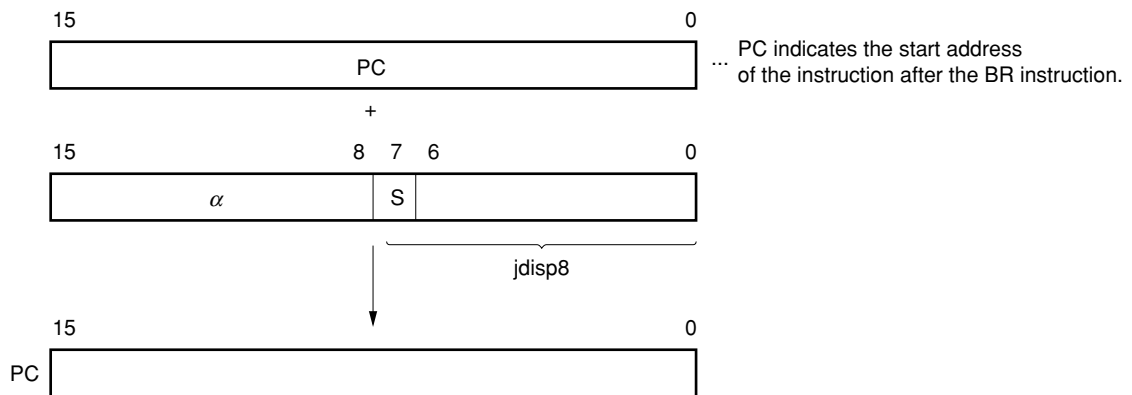 15 0
PC ... PC indicates the start address
of the instruction after the BR instruction.
+
15 8 7 6 0
α S
jdisp8
15 0
PC